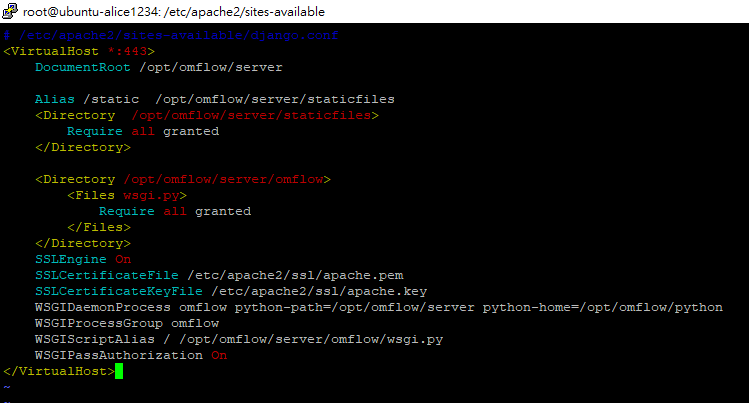 root@ubuntu-alice1234: /etc/apache2/sites-available
# /etc/apache2/sites-available/django.conf
<VirtualHost *:443>
    DocumentRoot /opt/omflow/server

    Alias /static  /opt/omflow/server/staticfiles
    <Directory  /opt/omflow/server/staticfiles>
        Require all granted
    </Directory>

    <Directory /opt/omflow/server/omflow>
        <Files wsgi.py>
            Require all granted
        </Files>
    </Directory>
    SSLEngine On
    SSLCertificateFile /etc/apache2/ssl/apache.pem
    SSLCertificateKeyFile /etc/apache2/ssl/apache.key
    WSGIDaemonProcess omflow python-path=/opt/omflow/server python-home=/opt/omflow/python
    WSGIProcessGroup omflow
    WSGIScriptAlias / /opt/omflow/server/omflow/wsgi.py
    WSGIPassAuthorization On
</VirtualHost>
~
~